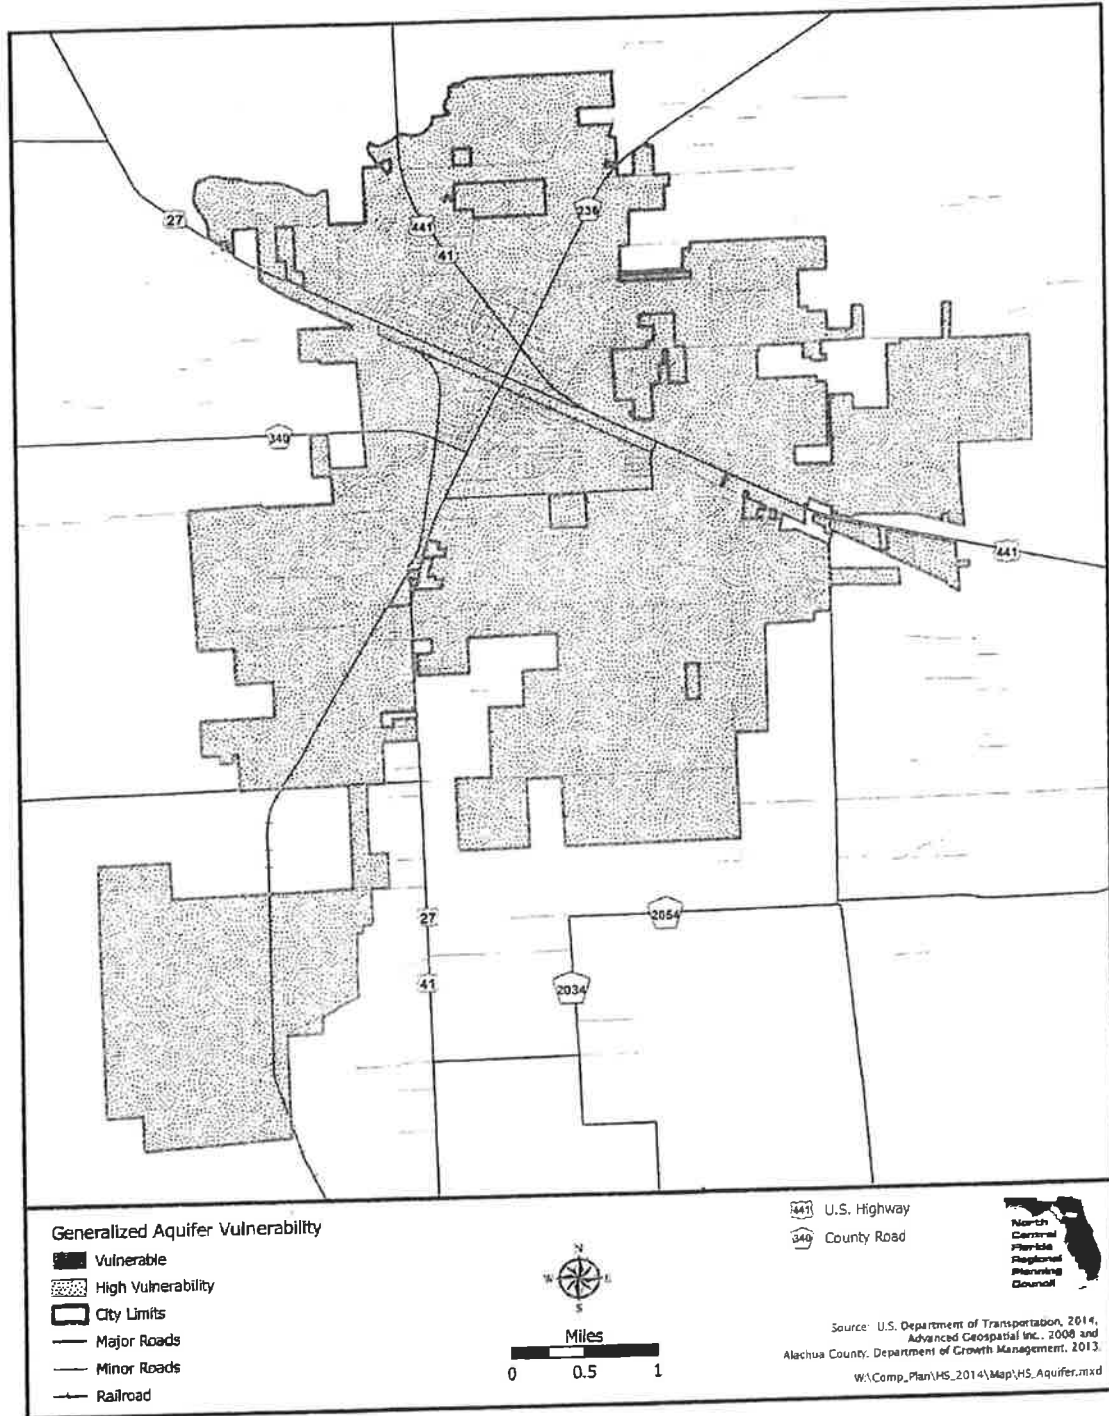 27
441
41
236
340
441
27
41
2054
2034
Generalized Aquifer Vulnerability
Vulnerable
High Vulnerability
City Limits
Major Roads
Minor Roads
Railroad
N
W E
S
Miles
0 0.5 1
441 U.S. Highway
340 County Road
North
Central
Florida
Regional
Planning
Council
Source: U.S. Department of Transportation, 2014,
Advanced Geospatial Inc., 2008 and
Alachua County, Department of Growth Management, 2013.
W:\Comp_Plan\HS_2014\Map\HS_Aquifer.mxd